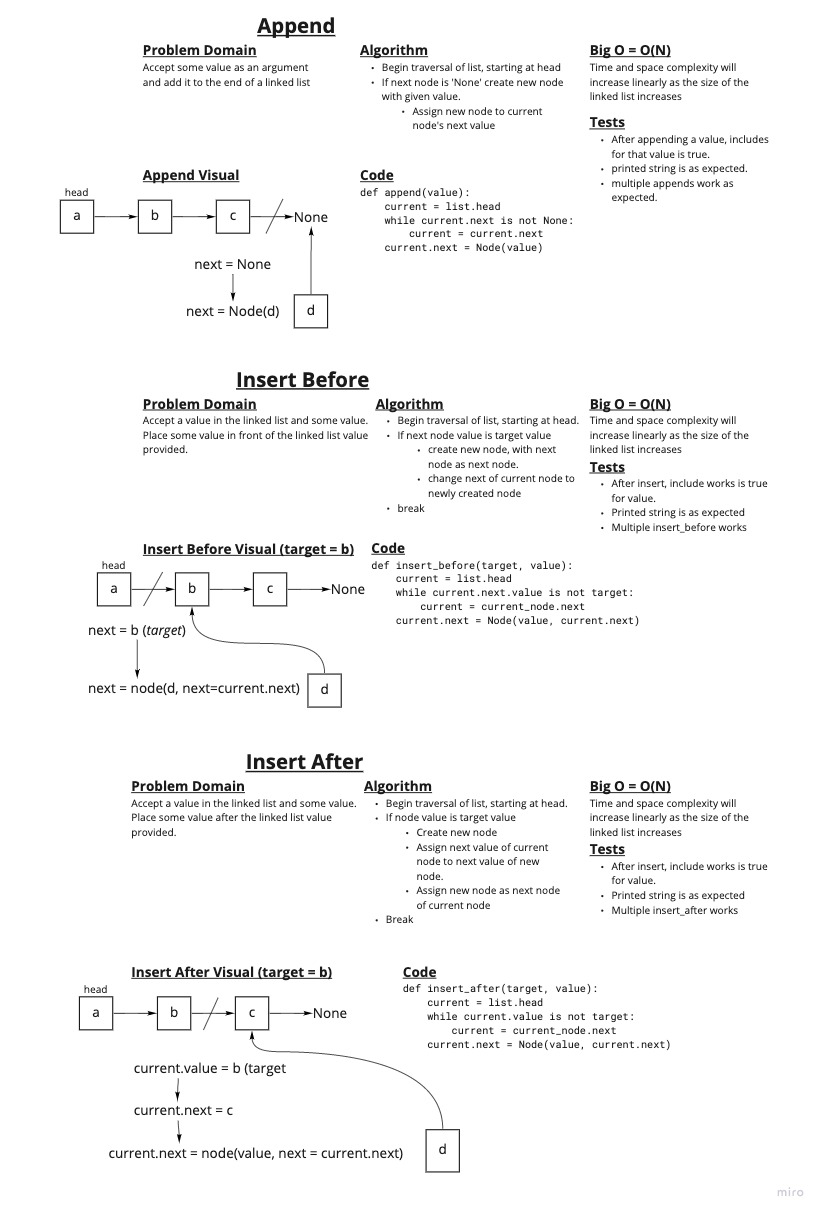 Append
Problem Domain
Accept some value as an argument
and add it to the end of a linked list
Algorithm
• Begin traversal of list, starting at head
• If next node is 'None' create new node
with given value.
• Assign new node to current
node's next value
Big O = O(N)
Time and space complexity will
increase linearly as the size of the
linked list increases
Tests
• After appending a value, includes
for that value is true.
• printed string is as expected.
• multiple appends work as
expected.
Append Visual
head
a b c None
next = None
next = Node(d)
d
Code
def append(value):
    current = list.head
    while current.next is not None:
        current = current.next
    current.next = Node(value)
Insert Before
Problem Domain
Accept a value in the linked list and some value.
Place some value in front of the linked list value
provided.
Algorithm
• Begin traversal of list, starting at head.
• If next node value is target value
• create new node, with next
node as next node.
• change next of current node to
newly created node
• break
Big O = O(N)
Time and space complexity will
increase linearly as the size of the
linked list increases
Tests
• After insert, include works is true
for value.
• Printed string is as expected
• Multiple insert_before works
Insert Before Visual (target = b)
head
a b c None
next = b (target)
next = node(d, next=current.next)
d
Code
def insert_before(target, value):
    current = list.head
    while current.next.value is not target:
        current = current_node.next
    current.next = Node(value, current.next)
Insert After
Problem Domain
Accept a value in the linked list and some value.
Place some value after the linked list value
provided.
Algorithm
• Begin traversal of list, starting at head.
• If node value is target value
• Create new node
• Assign next value of current
node to next value of new
node.
• Assign new node as next node
of current node
• Break
Big O = O(N)
Time and space complexity will
increase linearly as the size of the
linked list increases
Tests
• After insert, include works is true
for value.
• Printed string is as expected
• Multiple insert_after works
Insert After Visual (target = b)
head
a b c None
current.value = b (target
current.next = c
current.next = node(value, next = current.next)
d
Code
def insert_after(target, value):
    current = list.head
    while current.value is not target:
        current = current_node.next
    current.next = Node(value, current.next)
miro